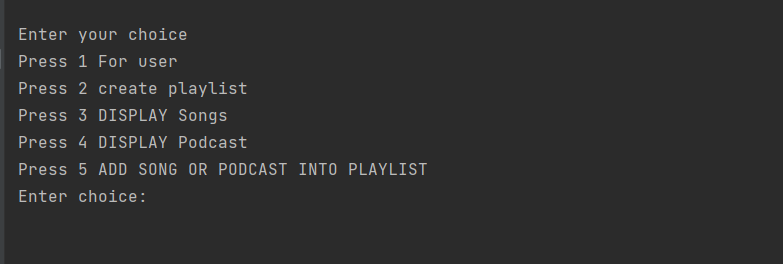 Enter your choice
Press 1 For user
Press 2 create playlist
Press 3 DISPLAY Songs
Press 4 DISPLAY Podcast
Press 5 ADD SONG OR PODCAST INTO PLAYLIST
Enter choice: